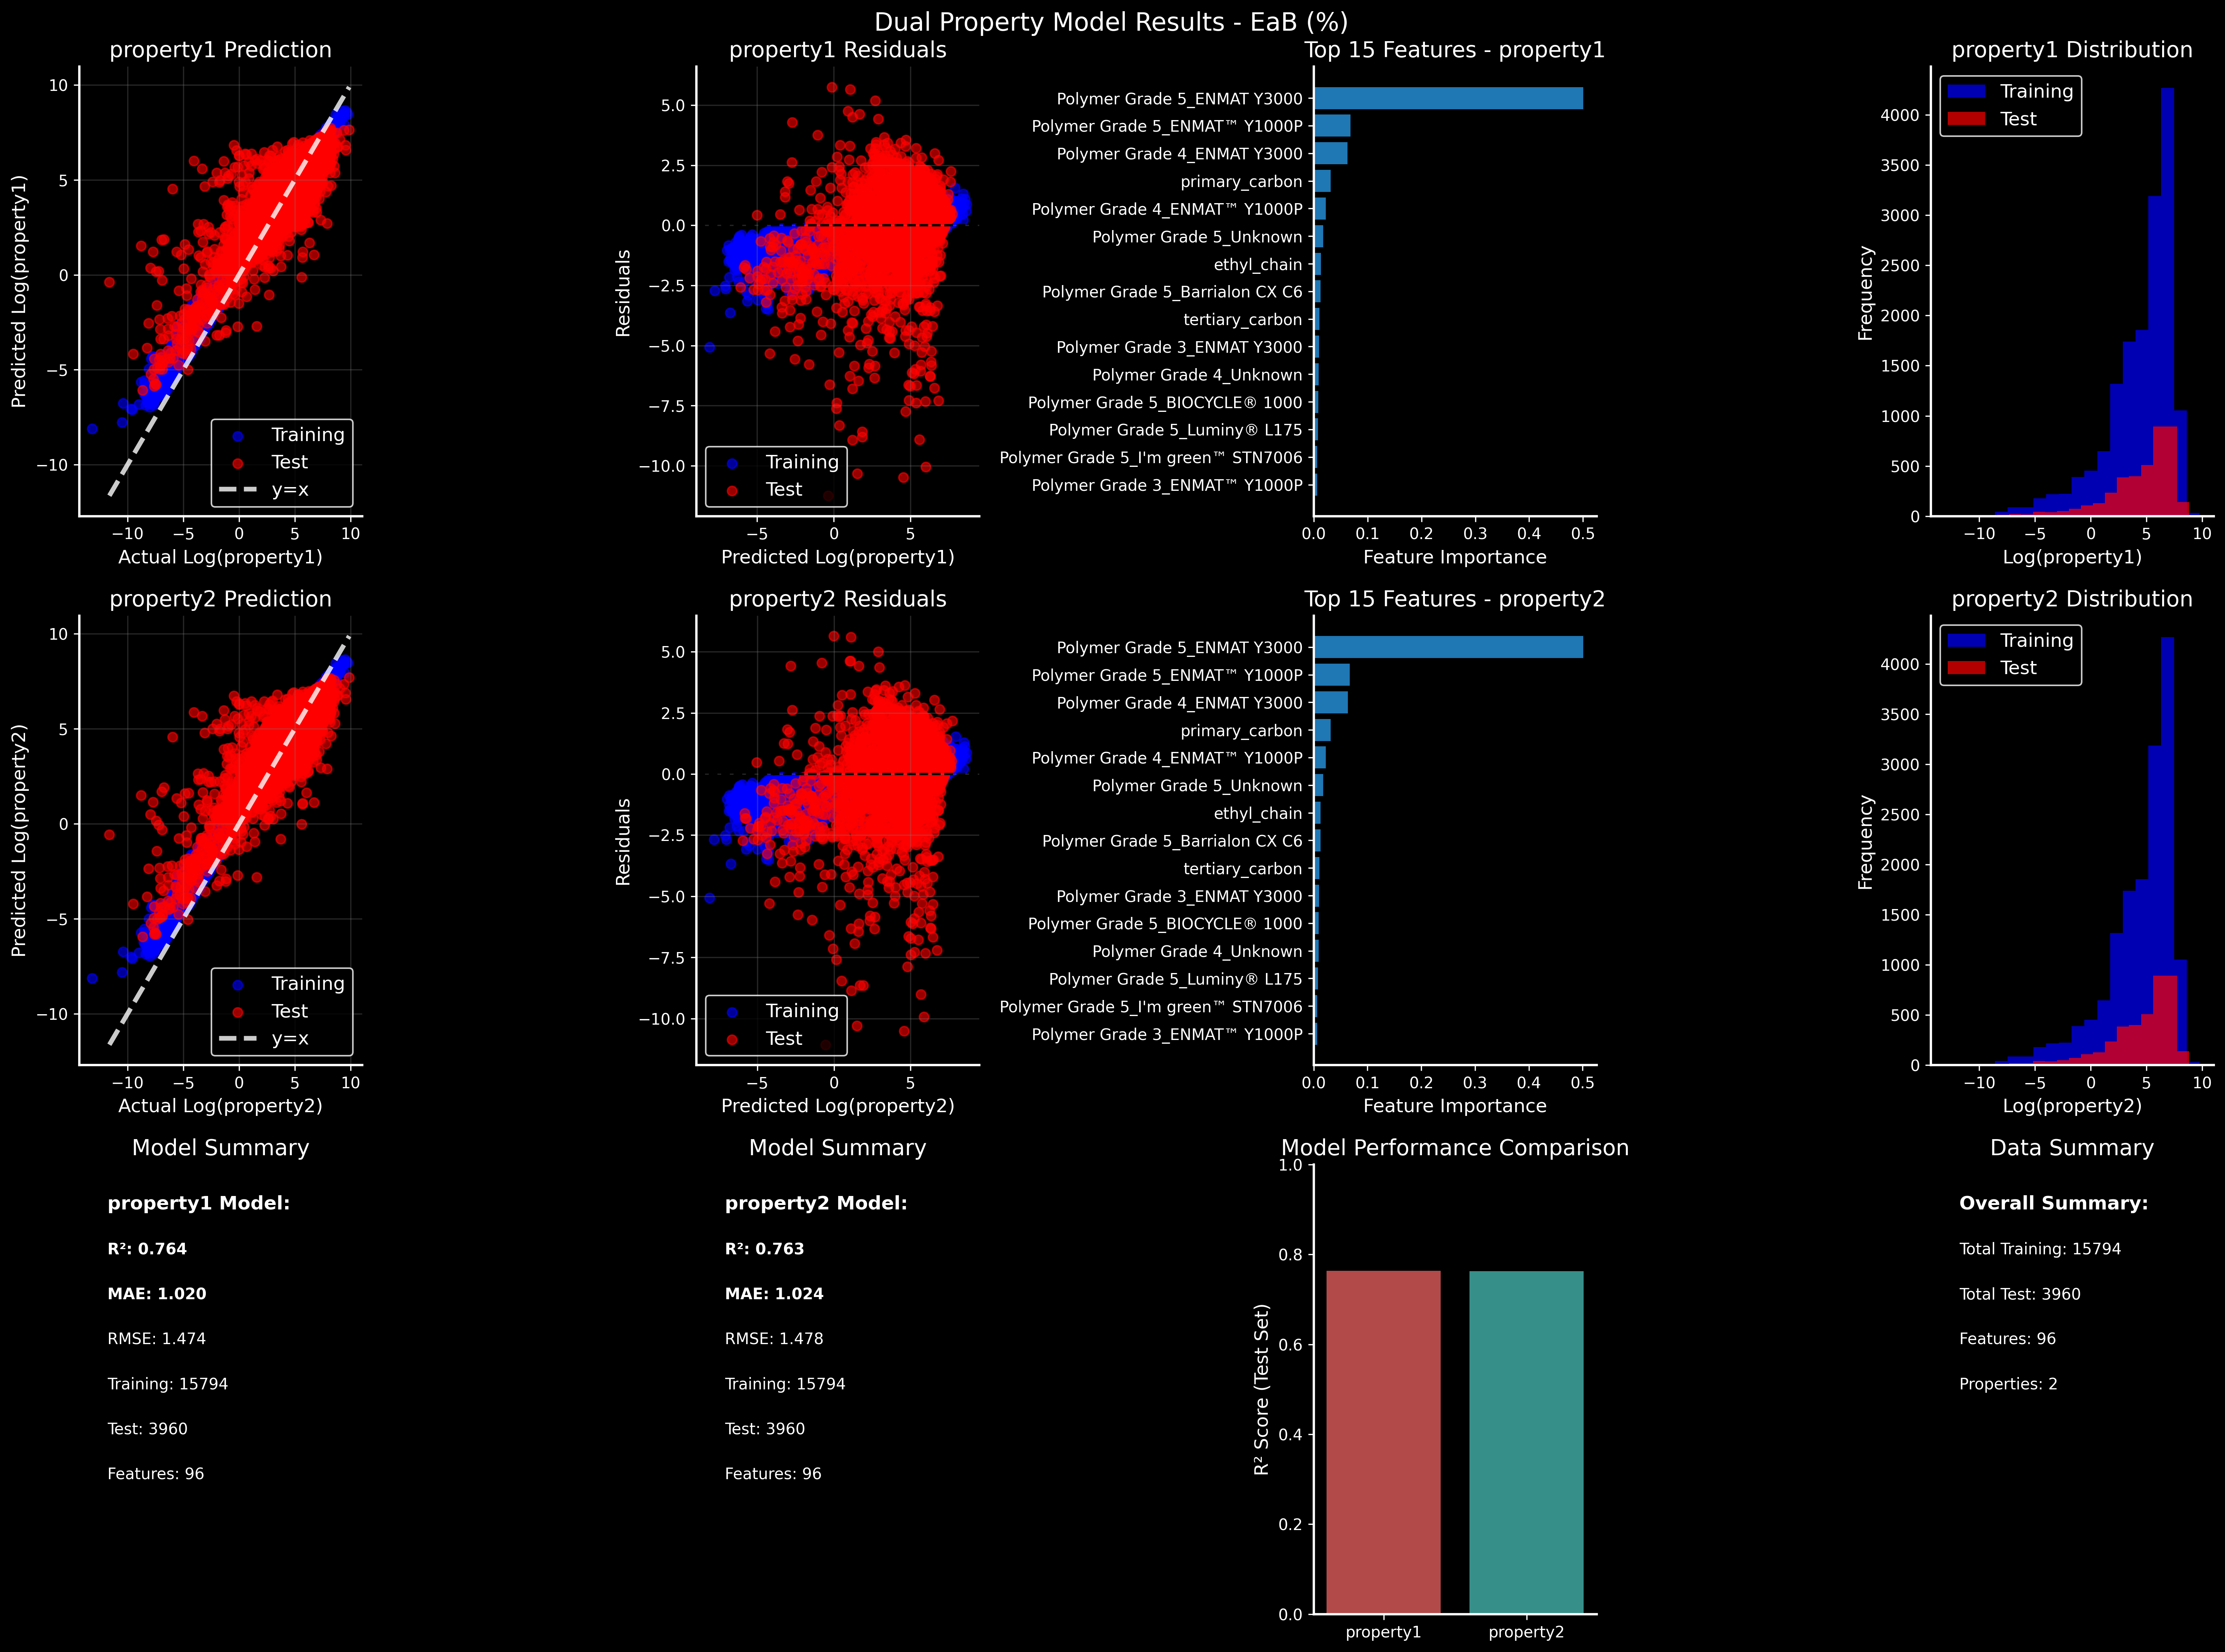 Dual Property Model Results - EaB (%)
property1 Prediction
10
5
0
−5
−10
Predicted Log(property1)
Training
Test
y=x
−10 −5 0 5 10
Actual Log(property1)
property1 Residuals
5.0
2.5
0.0
−2.5
−5.0
−7.5
−10.0
Residuals
Training
Test
−5 0 5
Predicted Log(property1)
Top 15 Features - property1
Polymer Grade 5_ENMAT Y3000
Polymer Grade 5_ENMAT™ Y1000P
Polymer Grade 4_ENMAT Y3000
primary_carbon
Polymer Grade 4_ENMAT™ Y1000P
Polymer Grade 5_Unknown
ethyl_chain
Polymer Grade 5_Barrialon CX C6
tertiary_carbon
Polymer Grade 3_ENMAT Y3000
Polymer Grade 4_Unknown
Polymer Grade 5_BIOCYCLE® 1000
Polymer Grade 5_Luminy® L175
Polymer Grade 5_I'm green™ STN7006
Polymer Grade 3_ENMAT™ Y1000P
0.0 0.1 0.2 0.3 0.4 0.5
Feature Importance
property1 Distribution
Training
Test
4000
3500
3000
2500
2000
1500
1000
500
0
Frequency
−10 −5 0 5 10
Log(property1)
property2 Prediction
10
5
0
−5
−10
Predicted Log(property2)
Training
Test
y=x
−10 −5 0 5 10
Actual Log(property2)
property2 Residuals
5.0
2.5
0.0
−2.5
−5.0
−7.5
−10.0
Residuals
Training
Test
−5 0 5
Predicted Log(property2)
Top 15 Features - property2
Polymer Grade 5_ENMAT Y3000
Polymer Grade 5_ENMAT™ Y1000P
Polymer Grade 4_ENMAT Y3000
primary_carbon
Polymer Grade 4_ENMAT™ Y1000P
Polymer Grade 5_Unknown
ethyl_chain
Polymer Grade 5_Barrialon CX C6
tertiary_carbon
Polymer Grade 3_ENMAT Y3000
Polymer Grade 5_BIOCYCLE® 1000
Polymer Grade 4_Unknown
Polymer Grade 5_Luminy® L175
Polymer Grade 5_I'm green™ STN7006
Polymer Grade 3_ENMAT™ Y1000P
0.0 0.1 0.2 0.3 0.4 0.5
Feature Importance
property2 Distribution
Training
Test
4000
3500
3000
2500
2000
1500
1000
500
0
Frequency
−10 −5 0 5 10
Log(property2)
Model Summary
property1 Model:
R²: 0.764
MAE: 1.020
RMSE: 1.474
Training: 15794
Test: 3960
Features: 96
Model Summary
property2 Model:
R²: 0.763
MAE: 1.024
RMSE: 1.478
Training: 15794
Test: 3960
Features: 96
Model Performance Comparison
1.0
0.8
0.6
0.4
0.2
0.0
R² Score (Test Set)
property1 property2
Data Summary
Overall Summary:
Total Training: 15794
Total Test: 3960
Features: 96
Properties: 2